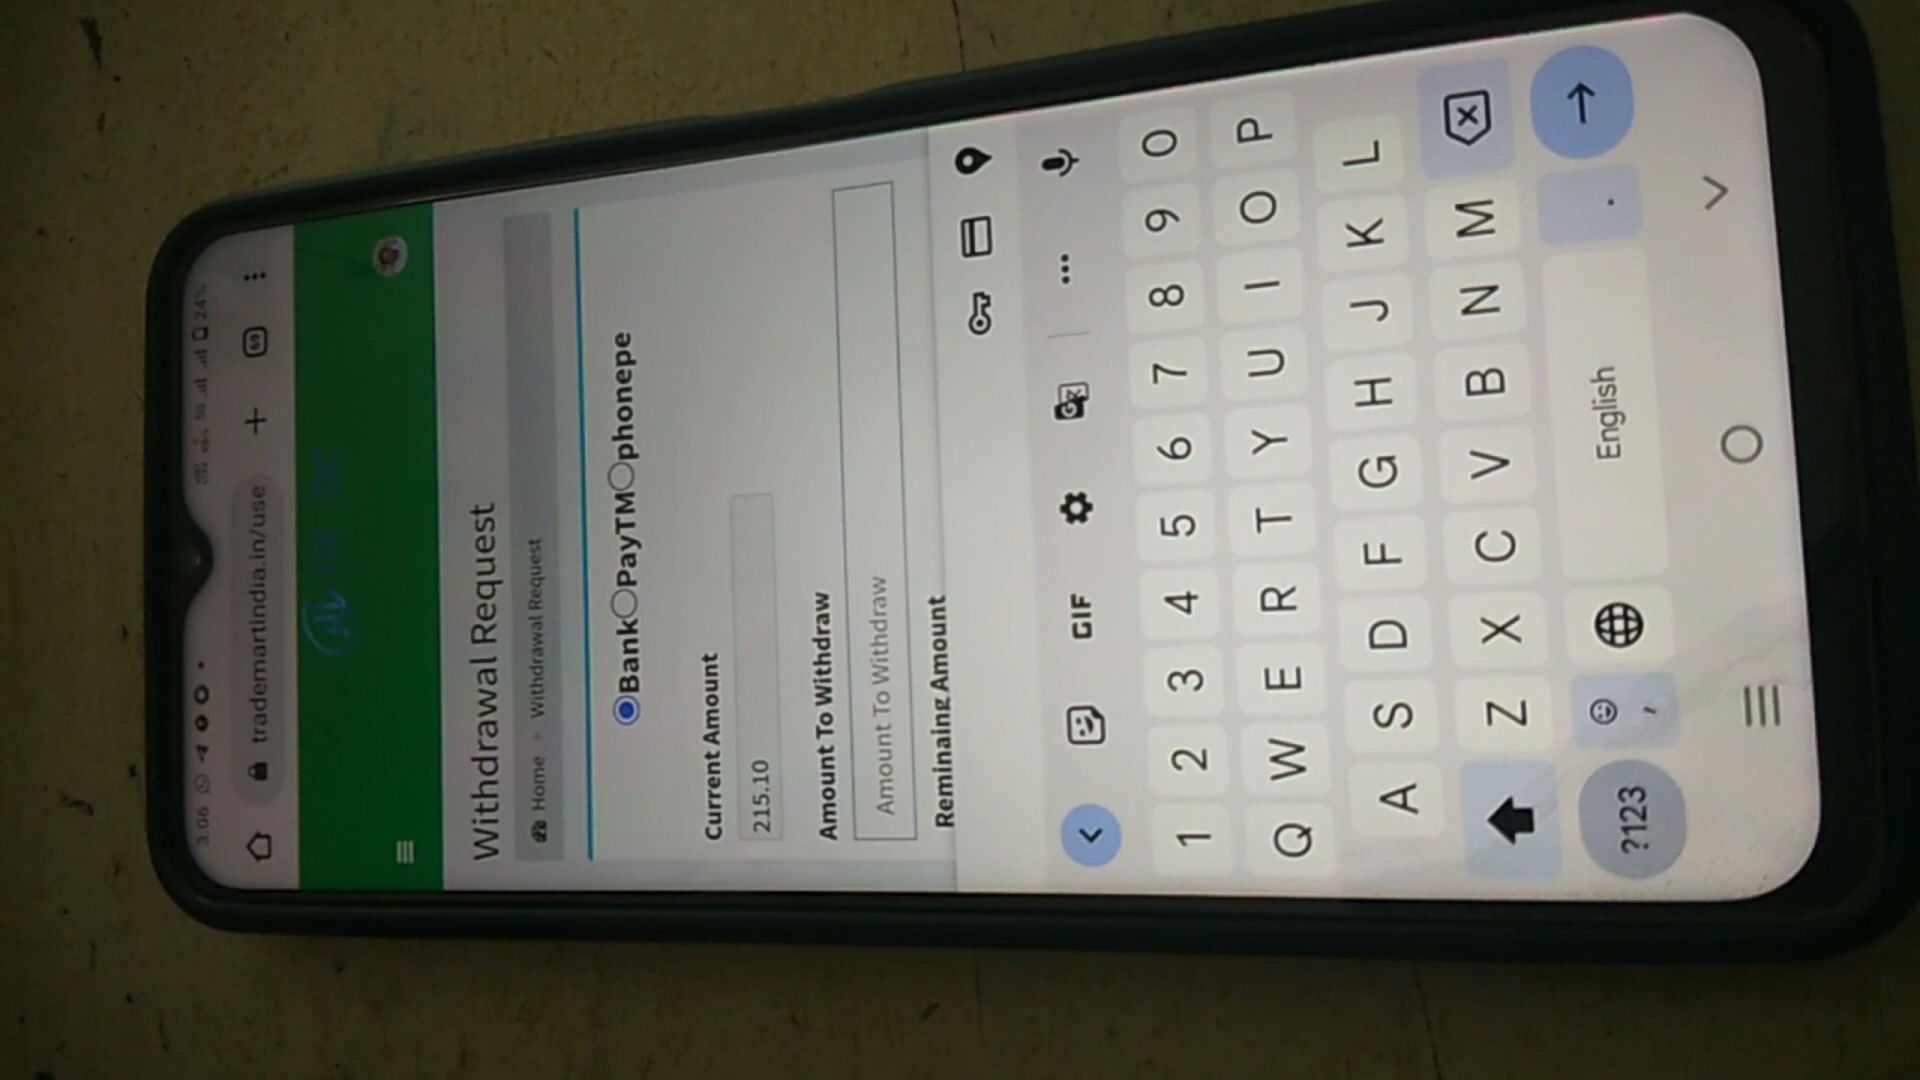 3.06
24%
trademartindia.in/use
69
Withdrawal Request
Home > Withdrawal Request
Bank PayTM phonepe
Current Amount
215.10
Amount To Withdraw
Amount To Withdraw
Reminaing Amount
GIF
1 2 3 4 5 6 7 8 9 0
Q W E R T Y U I O P
A S D F G H J K L
Z X C V B N M
?123 , English .